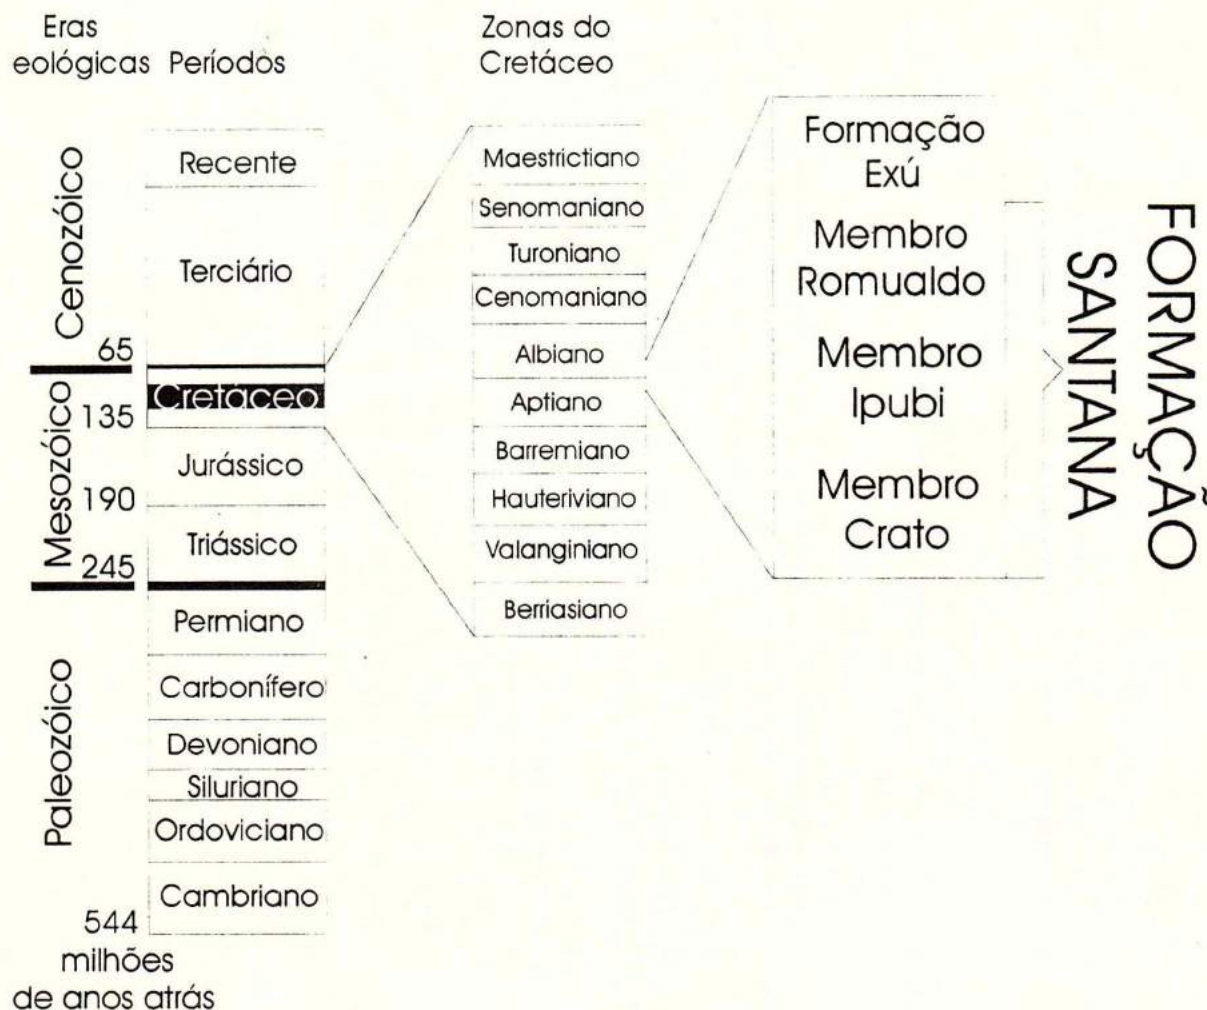 Eras
eológicas
Períodos
Zonas do
Cretáceo
Cenozóico
65
Mesozóico
135
190
245
Paleozóico
544
milhões
de anos atrás
Recente
Terciário
Cretáceo
Jurássico
Triássico
Permiano
Carbonífero
Devoniano
Siluriano
Ordoviciano
Cambriano
Maestrictiano
Senomaniano
Turoniano
Cenomaniano
Albiano
Aptiano
Barremiano
Hauteriviano
Valanginiano
Berriasiano
Formação
Exú
Membro
Romualdo
Membro
Ipubi
Membro
Crato
FORMAÇÃO
SANTANA